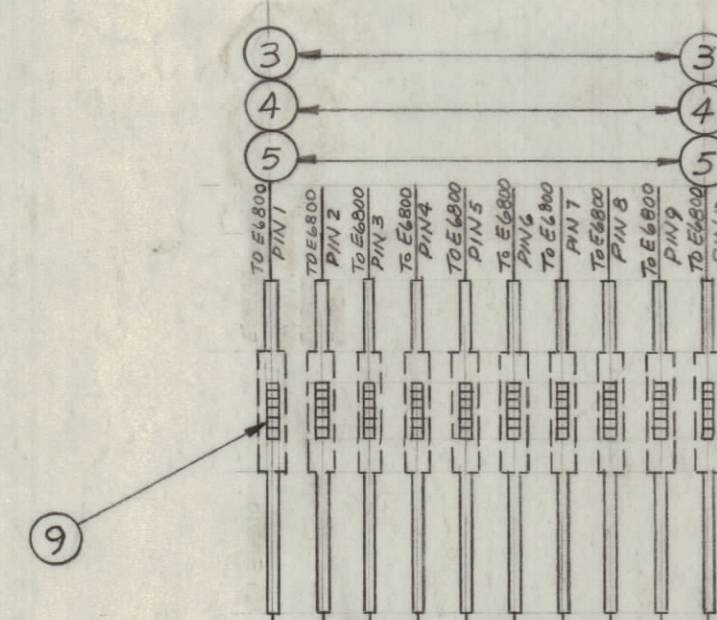 3 3
4 4
5 5
TO E6800
PIN 1
TO E6800
PIN 2
TO E6800
PIN 3
TO E6800
PIN 4
TO E6800
PIN 5
TO E6800
PIN 6
TO E6800
PIN 7
TO E6800
PIN 8
TO E6800
PIN 9
TO E6800
9